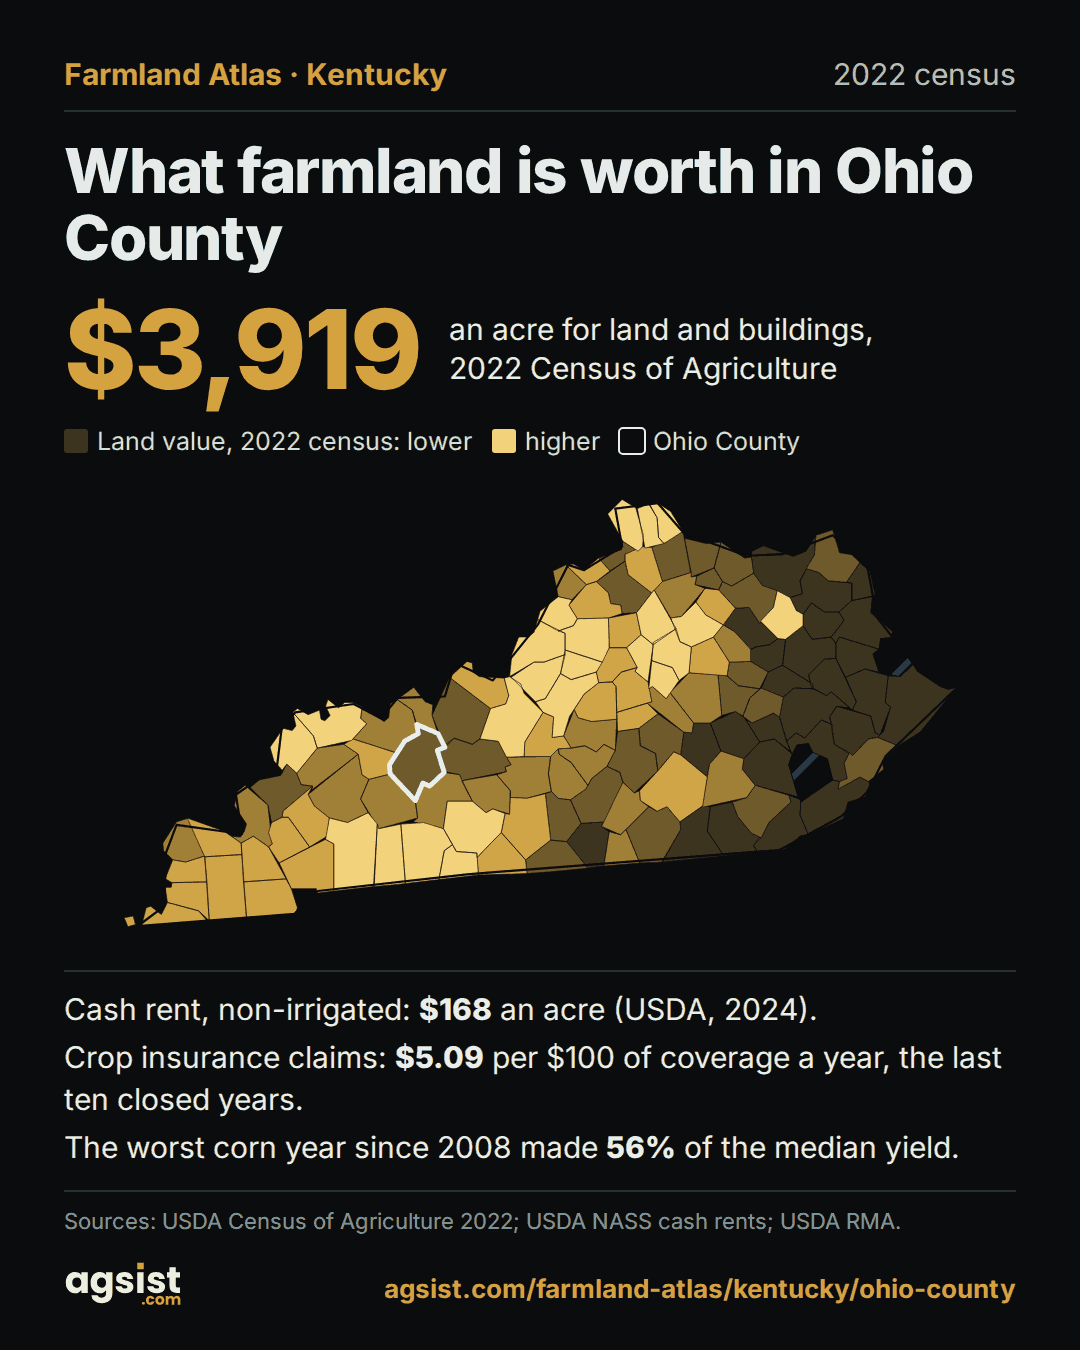 Farmland Atlas · Kentucky
2022 census
What farmland is worth in Ohio
County
$3,919
an acre for land and buildings,
2022 Census of Agriculture
Land value, 2022 census: lower
higher
Ohio County
Cash rent, non-irrigated: $168 an acre (USDA, 2024).
Crop insurance claims: $5.09 per $100 of coverage a year, the last
ten closed years.
The worst corn year since 2008 made 56% of the median yield.
Sources: USDA Census of Agriculture 2022; USDA NASS cash rents; USDA RMA.
agsist
.com
agsist.com/farmland-atlas/kentucky/ohio-county